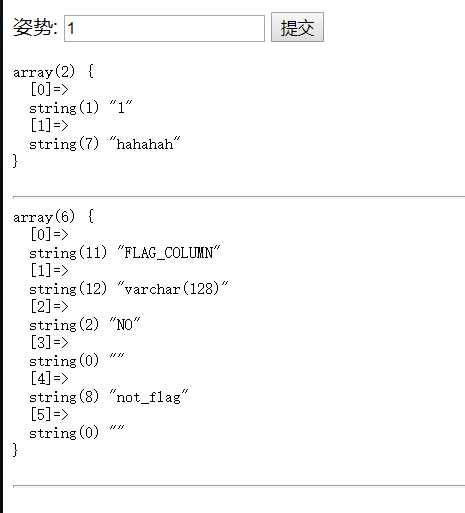 姿势: 1 提交
array(2) {
  [0]=>
  string(1) "1"
  [1]=>
  string(7) "hahahah"
}
array(6) {
  [0]=>
  string(11) "FLAG_COLUMN"
  [1]=>
  string(12) "varchar(128)"
  [2]=>
  string(2) "NO"
  [3]=>
  string(0) ""
  [4]=>
  string(8) "not_flag"
  [5]=>
  string(0) ""
}